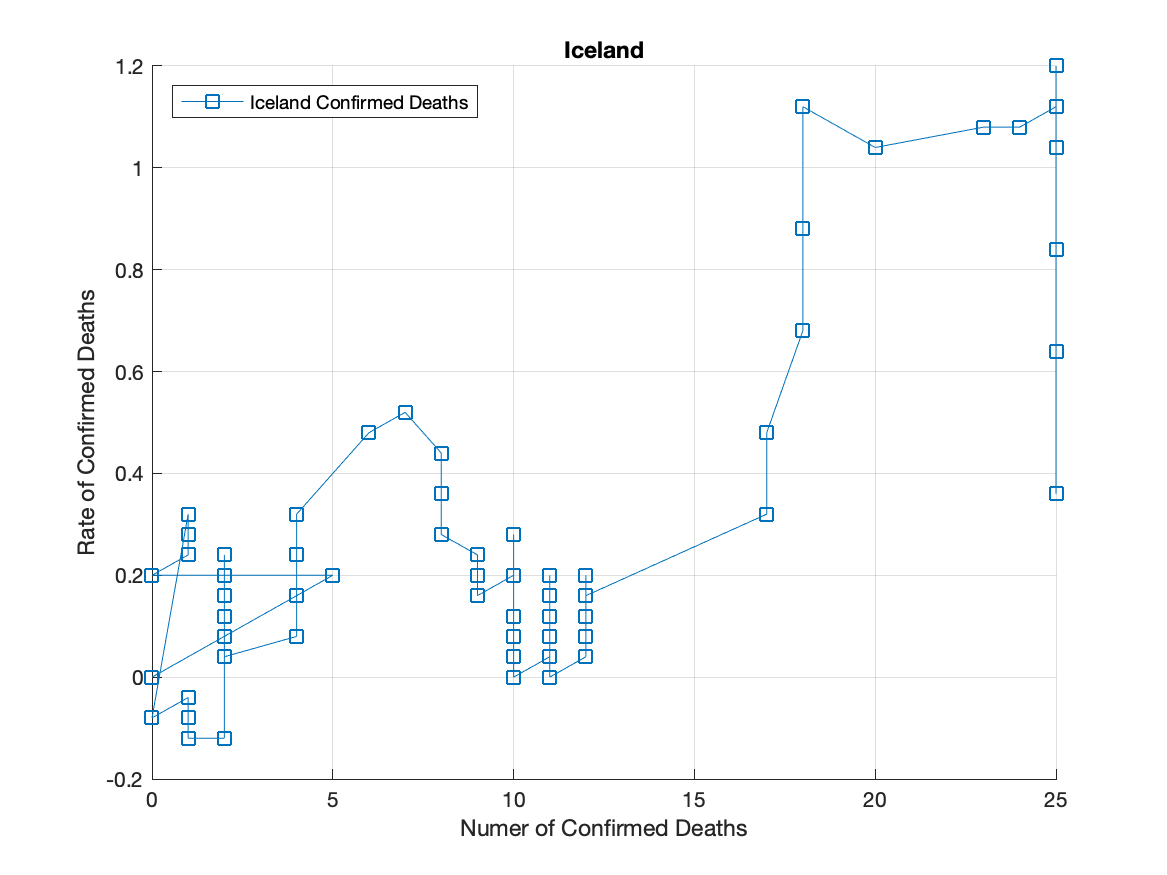 Iceland
Iceland Confirmed Deaths
Rate of Confirmed Deaths
1.2
1
0.8
0.6
0.4
0.2
0
-0.2
0 5 10 15 20 25
Numer of Confirmed Deaths